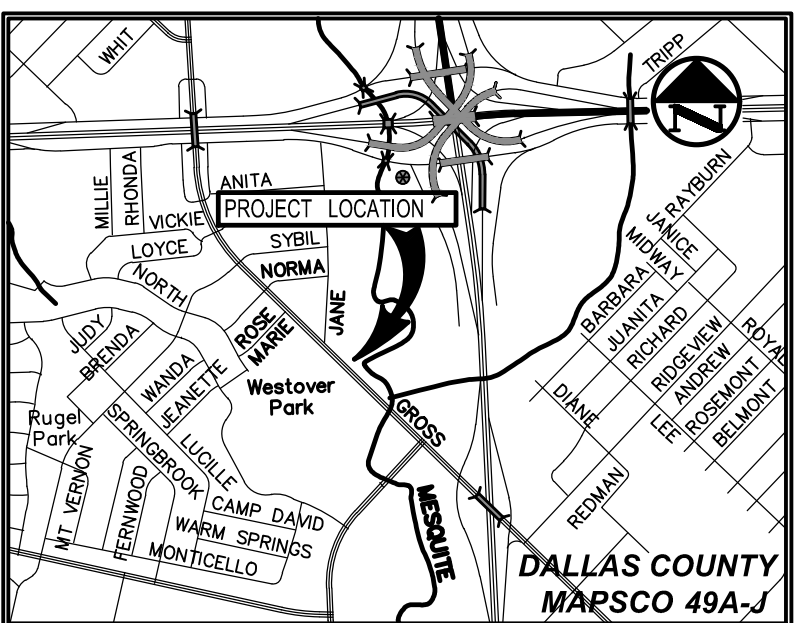 WHIT
TRIPP
N
MILLIE
RHONDA
ANITA
VICKIE
PROJECT LOCATION
LOYCE
SYBIL
NORTH
NORMA
JANE
ROSE
MARIE
RAYBURN
JANICE
MIDWAY
BARBARA
JUANITA
RICHARD
RIDGEVIEW
ANDREW
ROYAL
ROSEMONT
BELMONT
JUDY
BRENDA
WANDA
JEANETTE
Westover
Park
GROSS
DIANE
LEE
Rugel
Park
SPRINGBROOK
LUCILLE
MT VERNON
FERNWOOD
CAMP DAVID
WARM SPRINGS
MONTICELLO
MESQUITE
REDMAN
DALLAS COUNTY
MAPSCO 49A-J